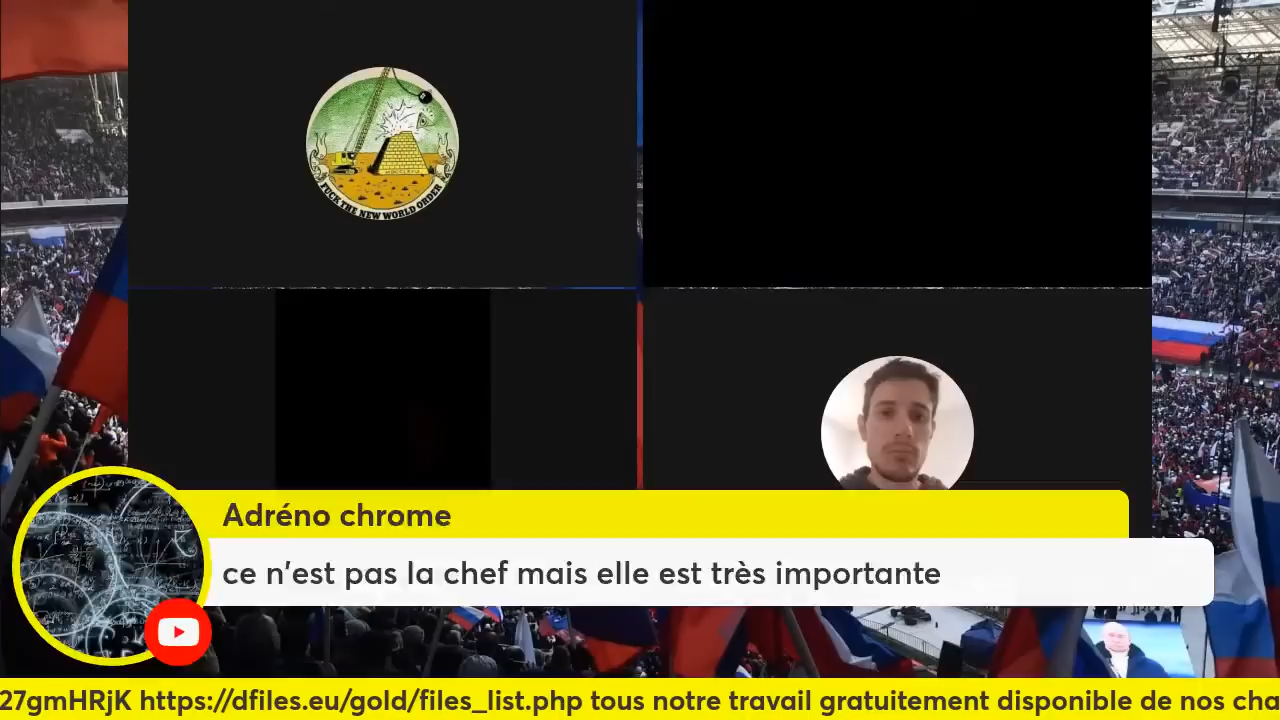 FUCK THE NEW WORLD ORDER
Adréno chrome
ce n'est pas la chef mais elle est très importante
27gmHRjK https://dfiles.eu/gold/files_list.php tous notre travail gratuitement disponible de nos cha